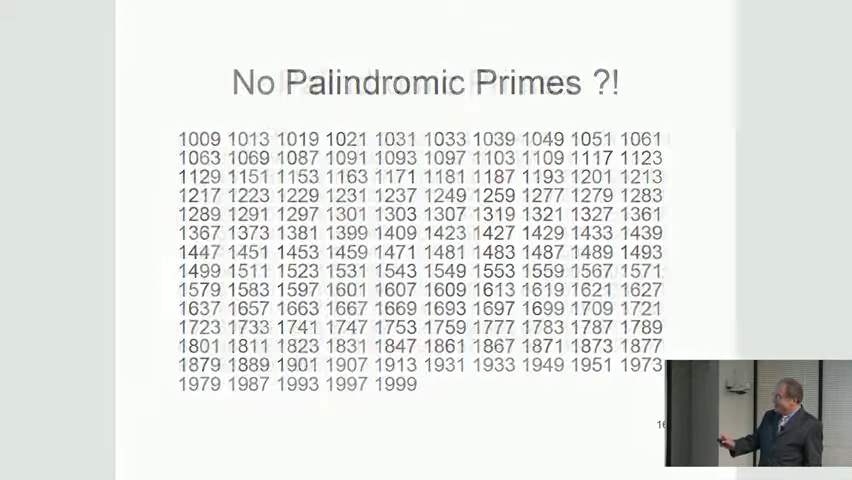 No Palindromic Primes ?!
1009 1013 1019 1021 1031 1033 1039 1049 1051 1061
1063 1069 1087 1091 1093 1097 1103 1109 1117 1123
1129 1151 1153 1163 1171 1181 1187 1193 1201 1213
1217 1223 1229 1231 1237 1249 1259 1277 1279 1283
1289 1291 1297 1301 1303 1307 1319 1321 1327 1361
1367 1373 1381 1399 1409 1423 1427 1429 1433 1439
1447 1451 1453 1459 1471 1481 1483 1487 1489 1493
1499 1511 1523 1531 1543 1549 1553 1559 1567 1571
1579 1583 1597 1601 1607 1609 1613 1619 1621 1627
1637 1657 1663 1667 1669 1693 1697 1699 1709 1721
1723 1733 1741 1747 1753 1759 1777 1783 1787 1789
1801 1811 1823 1831 1847 1861 1867 1871 1873 1877
1879 1889 1901 1907 1913 1931 1933 1949 1951 1973
1979 1987 1993 1997 1999